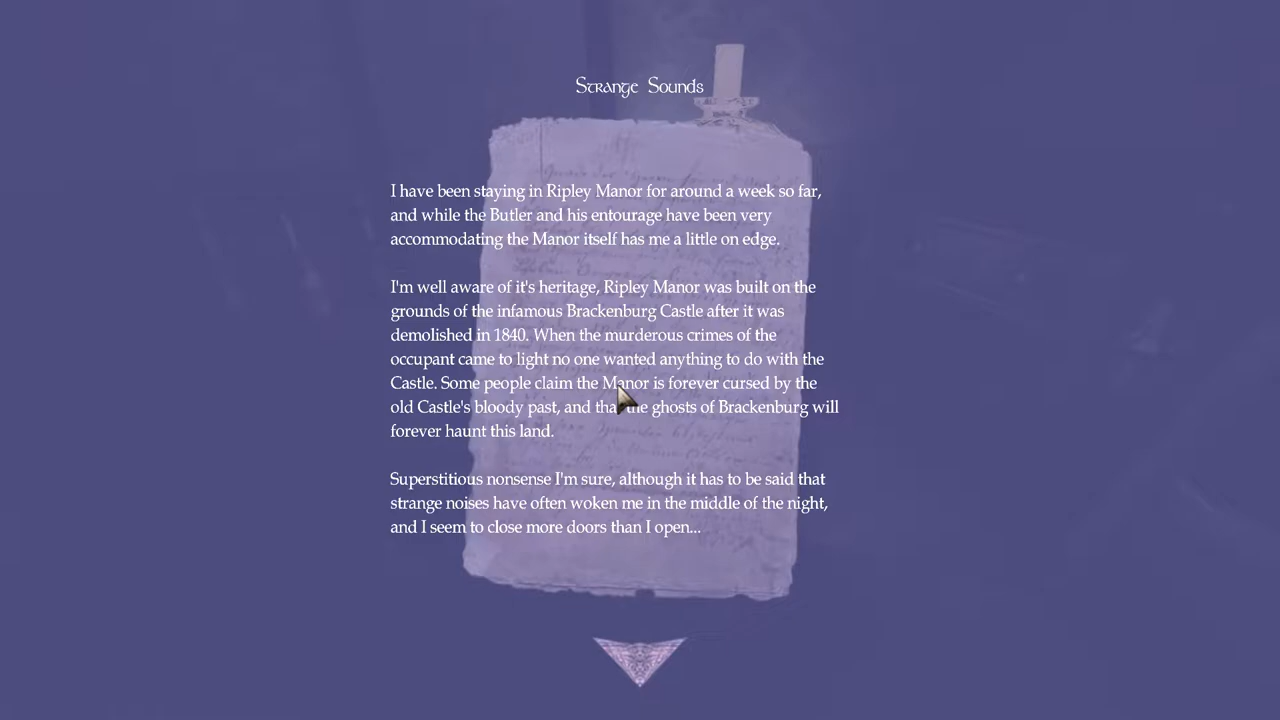 Strange Sounds
I have been staying in Ripley Manor for around a week so far,
and while the Butler and his entourage have been very
accommodating the Manor itself has me a little on edge.
I'm well aware of it's heritage, Ripley Manor was built on the
grounds of the infamous Brackenburg Castle after it was
demolished in 1840. When the murderous crimes of the
occupant came to light no one wanted anything to do with the
Castle. Some people claim the Manor is forever cursed by the
old Castle's bloody past, and that the ghosts of Brackenburg will
forever haunt this land.
Superstitious nonsense I'm sure, although it has to be said that
strange noises have often woken me in the middle of the night,
and I seem to close more doors than I open...